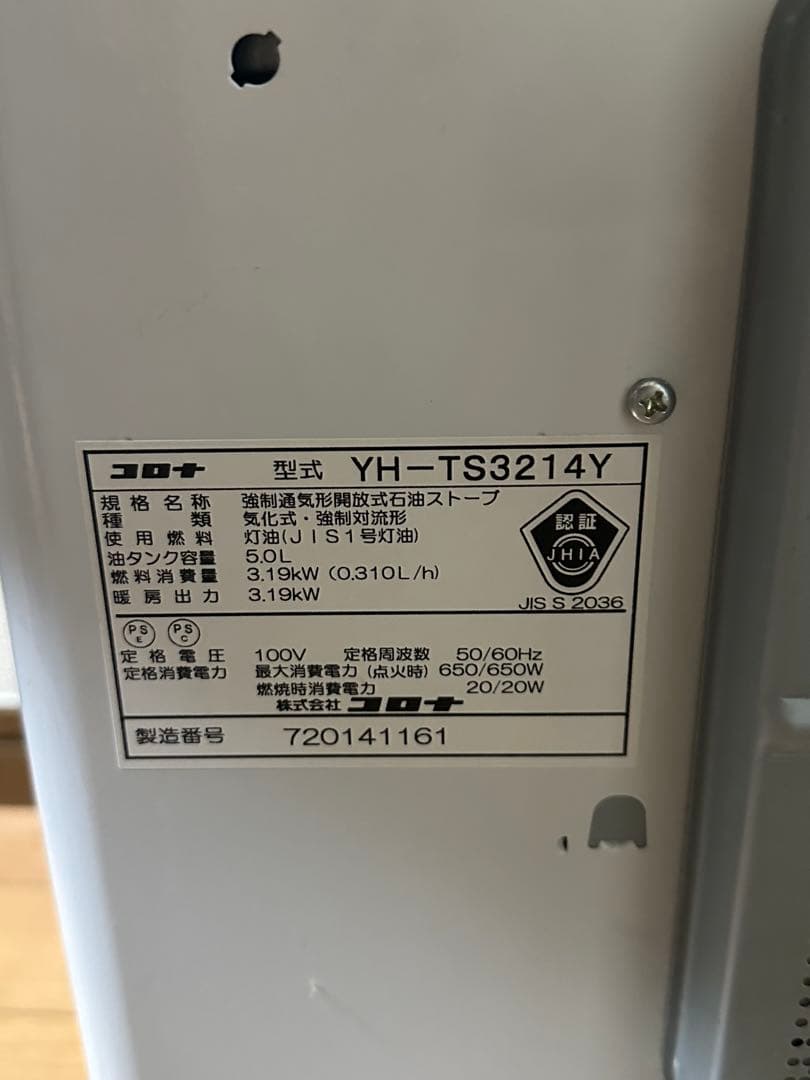 コロナ 型式 YH-TS3214Y
規格名称 強制通気形開放式石油ストーブ
種類 気化式・強制対流形
使用燃料 灯油(JIS1号灯油)
油タンク容量 5.0L
燃料消費量 3.19kW (0.310L/h)
暖房出力 3.19kW
認証
JHIA
JIS S 2036
PS E PS C
定格電圧 100V 定格周波数 50/60Hz
定格消費電力 最大消費電力(点火時) 650/650W
燃焼時消費電力 20/20W
株式会社 コロナ
製造番号 720141161